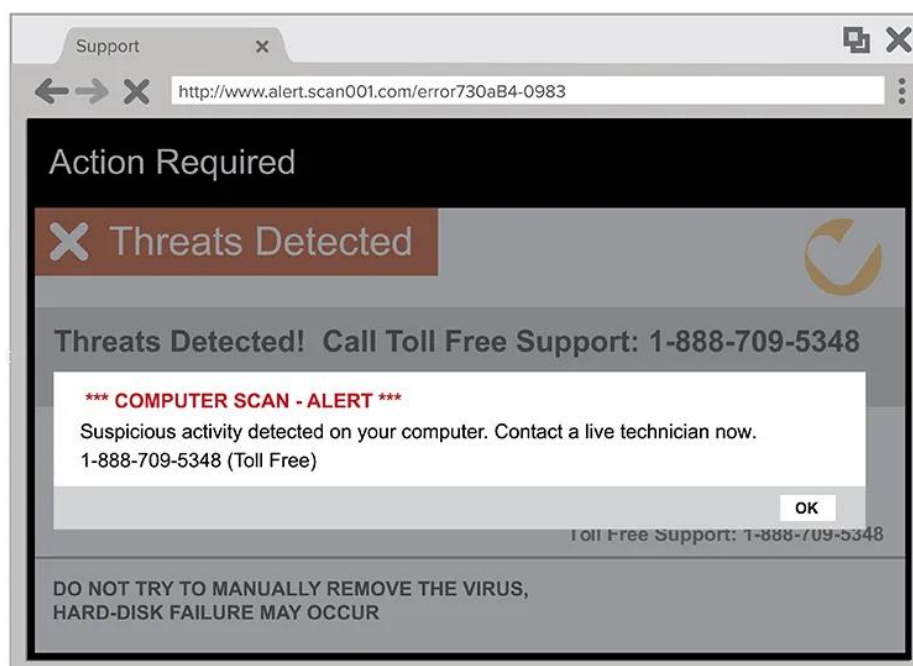 Support
http://www.alert.scan001.com/error730aB4-0983
Action Required
Threats Detected
Threats Detected! Call Toll Free Support: 1-888-709-5348
*** COMPUTER SCAN - ALERT ***
Suspicious activity detected on your computer. Contact a live technician now.
1-888-709-5348 (Toll Free)
OK
Toll Free Support: 1-888-709-5348
DO NOT TRY TO MANUALLY REMOVE THE VIRUS,
HARD-DISK FAILURE MAY OCCUR